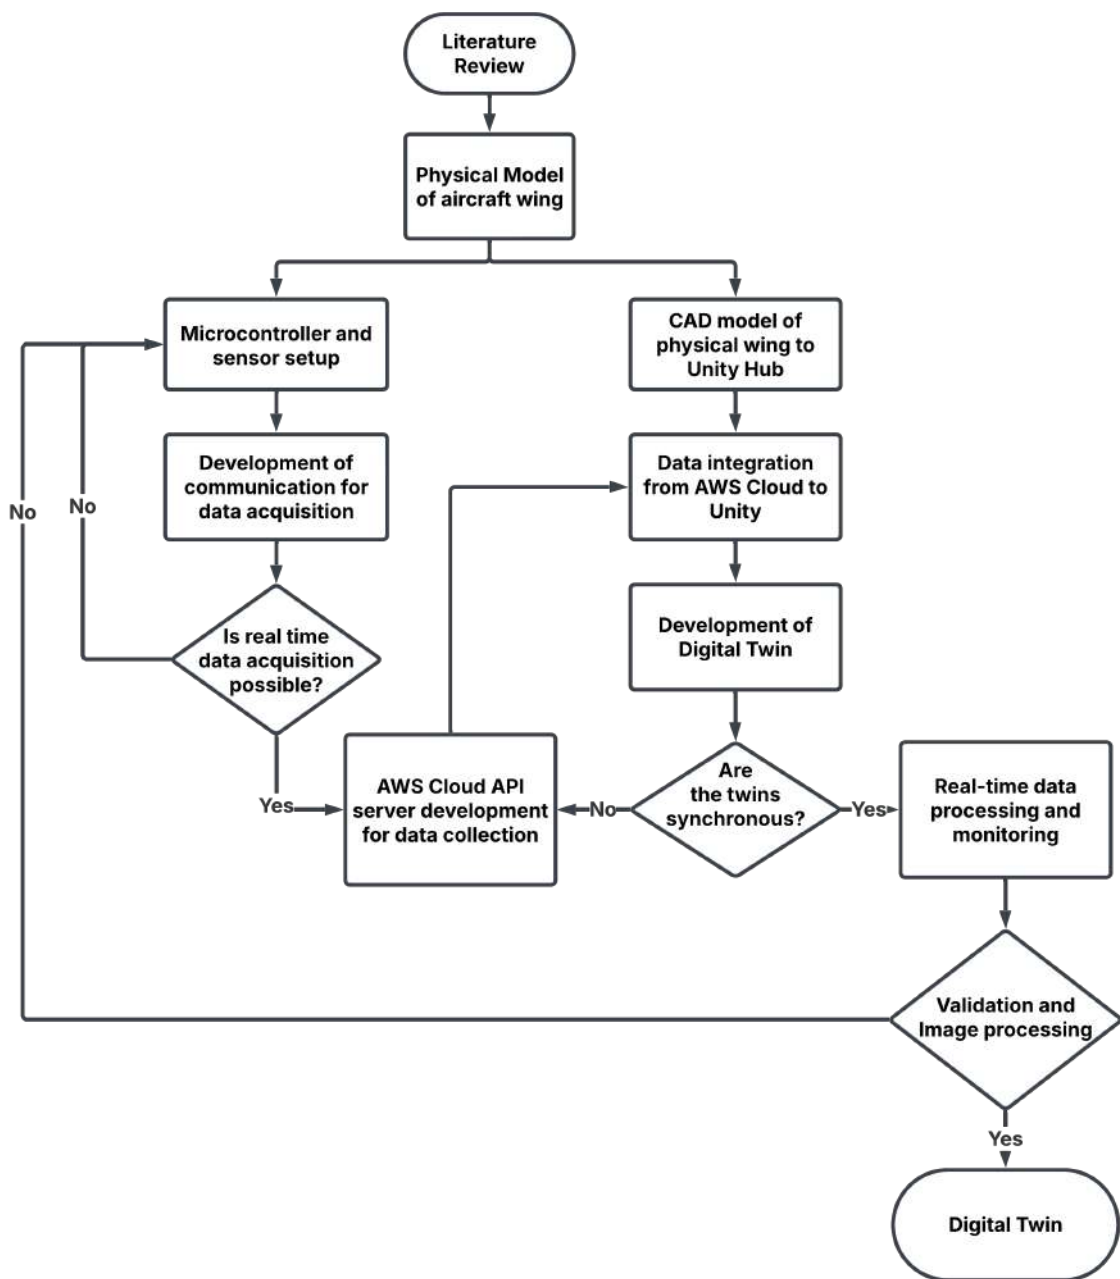 Literature
Review
Physical Model
of aircraft wing
Microcontroller and
sensor setup
CAD model of
physical wing to
Unity Hub
Development of
communication for
data acquisition
Data integration
from AWS Cloud to
Unity
No
No
Is real time
data acquisition
possible?
Development of
Digital Twin
Yes
AWS Cloud API
server development
for data collection
No
Are
the twins
synchronous?
Yes
Real-time data
processing and
monitoring
Validation and
Image processing
Yes
Digital Twin